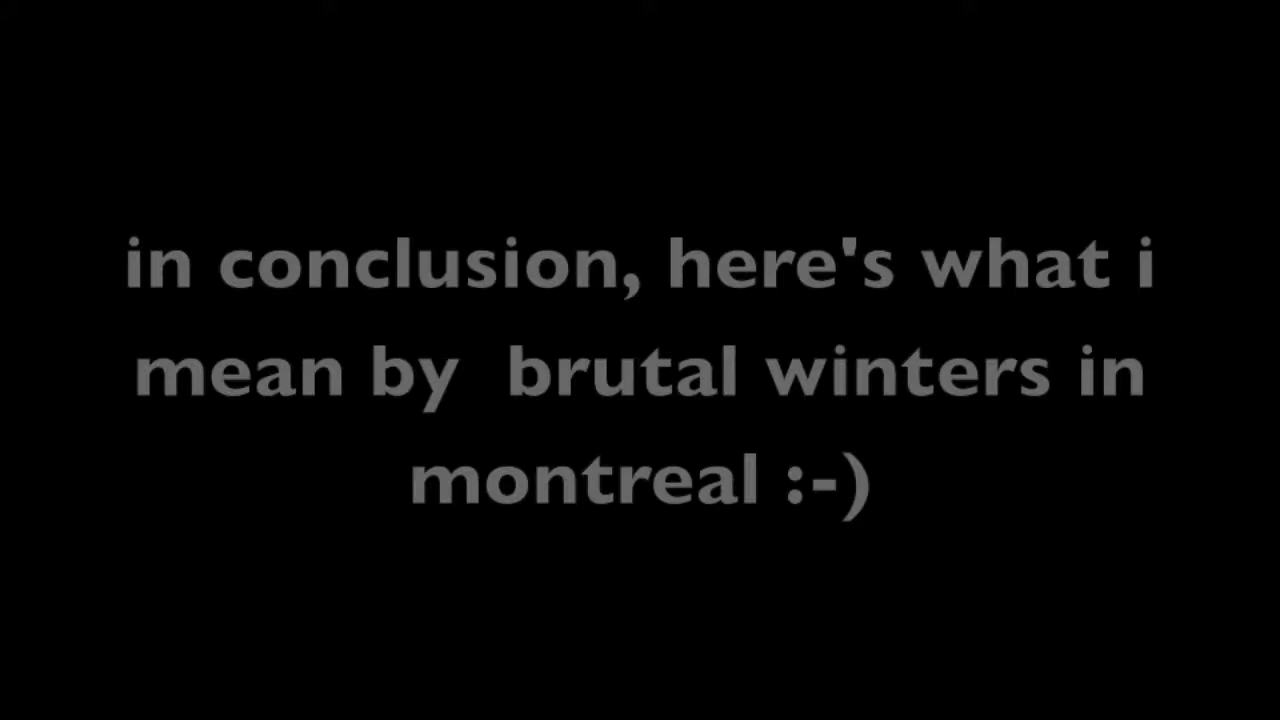 in conclusion, here's what i
mean by  brutal winters in
montreal :-)